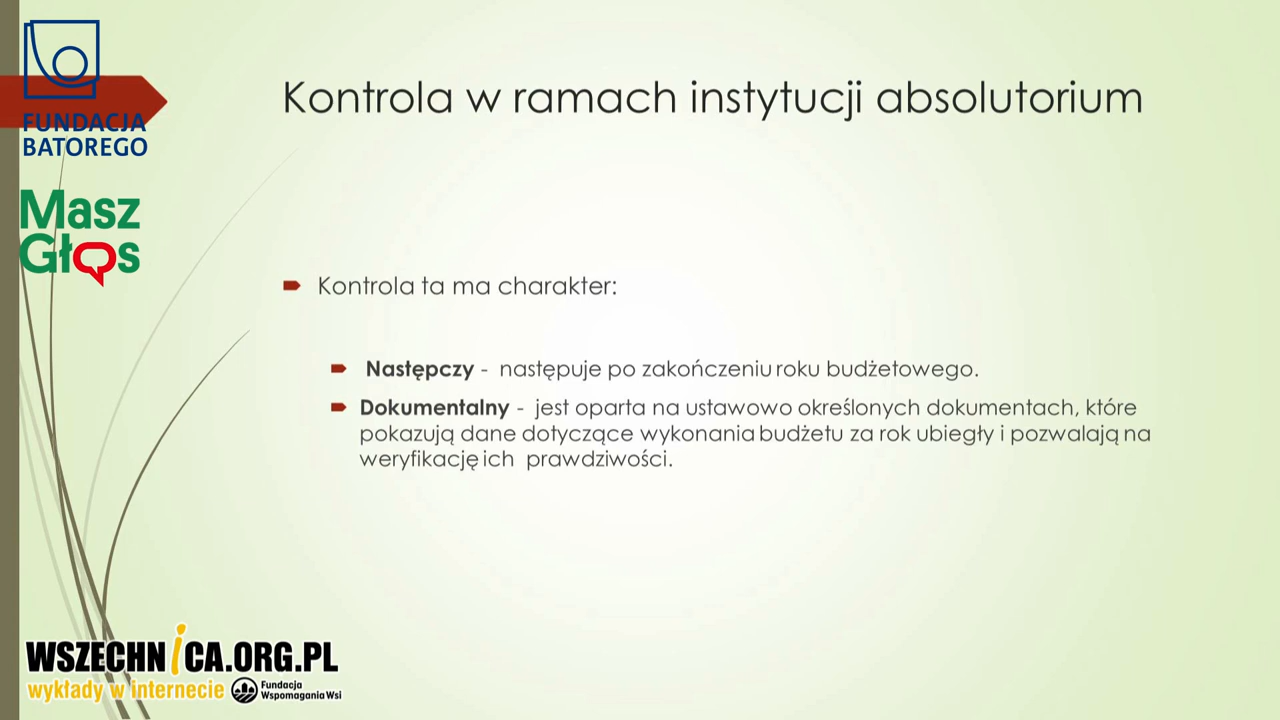 FUNDACJA
BATOREGO
Masz
Głos
Kontrola w ramach instytucji absolutorium
Kontrola ta ma charakter:
Następczy - następuje po zakończeniu roku budżetowego.
Dokumentalny - jest oparta na ustawowo określonych dokumentach, które
pokazują dane dotyczące wykonania budżetu za rok ubiegły i pozwalają na
weryfikację ich prawdziwości.
WSZECHNiCA.ORG.PL
wykłady w internecie
Fundacja
Wspomagania Wsi